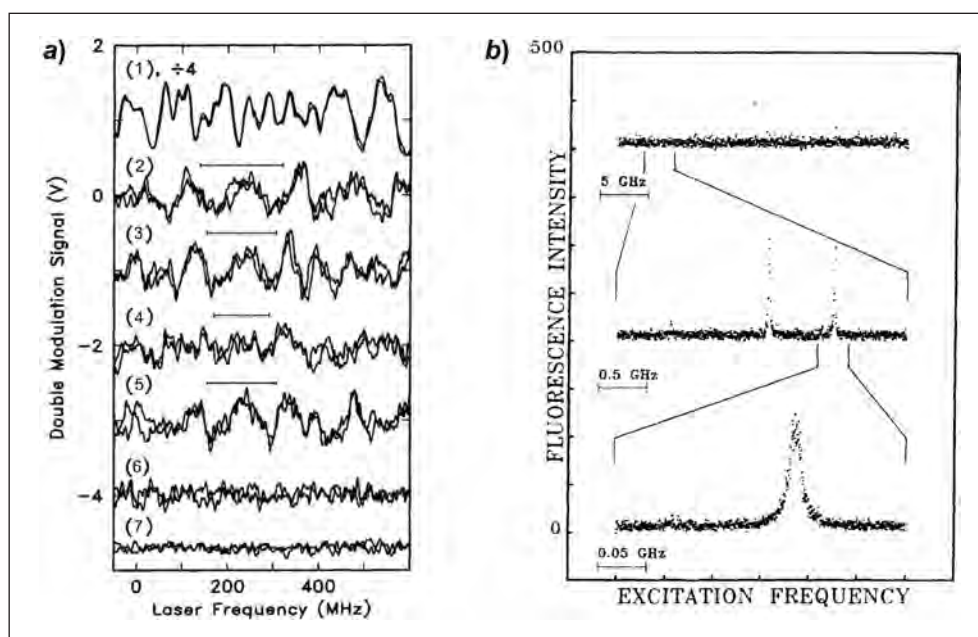 a)
2
(1), ÷4
(2)
0
(3)
(4)
-2
(5)
(6)
-4
(7)
0 200 400
Laser Frequency (MHz)
Double Modulation Signal (V)
b)
500
5 GHz
0.5 GHz
0
0.05 GHz
EXCITATION FREQUENCY
FLUORESCENCE INTENSITY